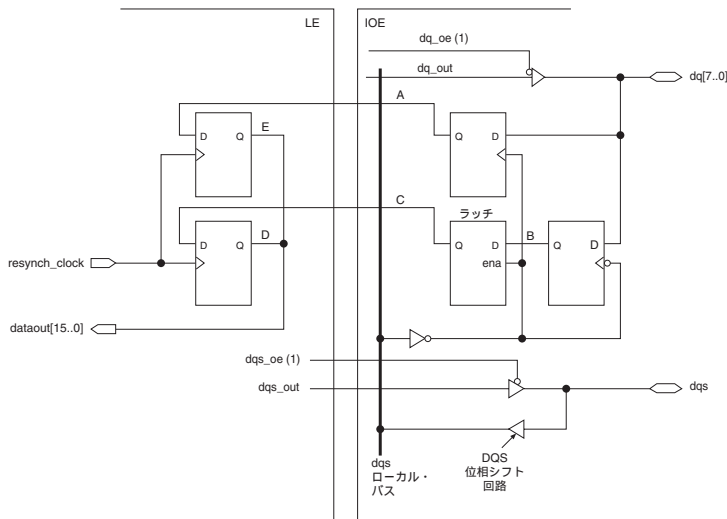 LE
IOE
dq_oe (1)
dq_out
dq[7..0]
A
D
Q
E
Q
D
C
ラッチ
D
Q
D
Q
D
ena
B
Q
D
resynch_clock
dataout[15..0]
dqs_oe (1)
dqs_out
dqs
dqs
ローカル・
バス
DQS
位相シフト
回路